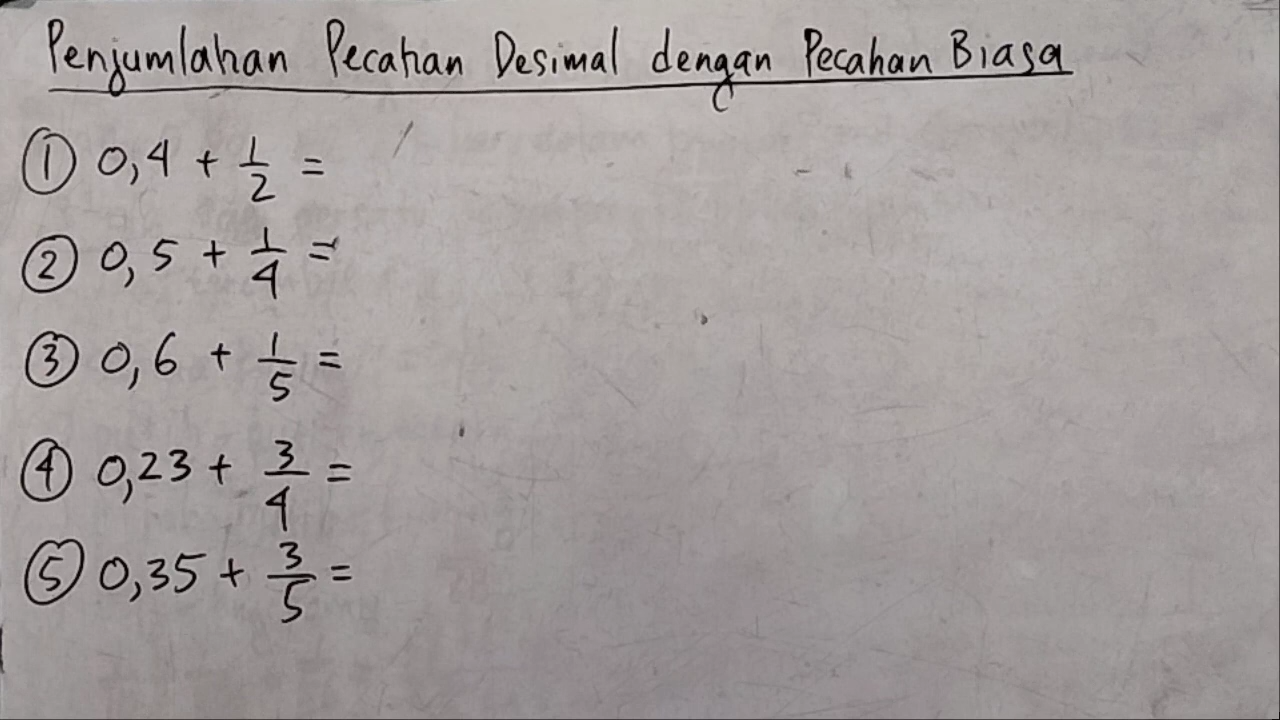 Penjumlahan Pecahan Desimal dengan Pecahan Biasa
① 0,4 + 1/2 =
② 0,5 + 1/4 =
③ 0,6 + 1/5 =
④ 0,23 + 3/4 =
⑤ 0,35 + 3/5 =